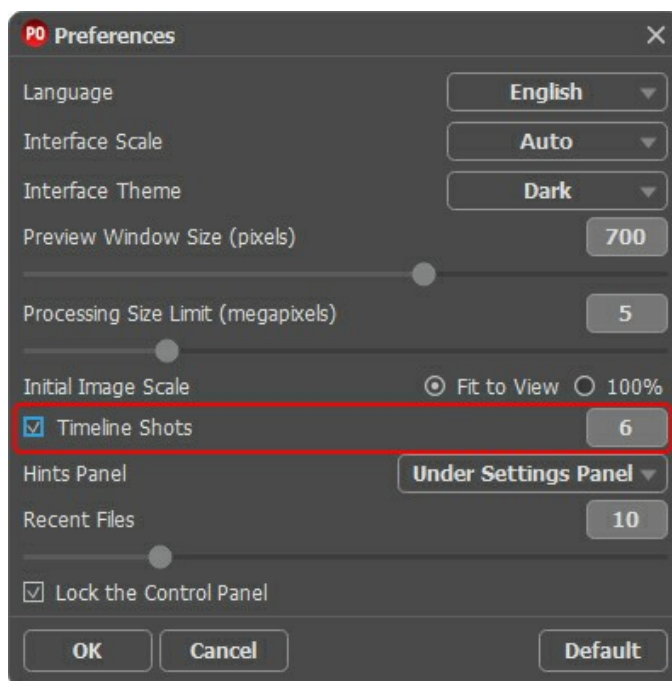 PO Preferences
Language English
Interface Scale Auto
Interface Theme Dark
Preview Window Size (pixels) 700
Processing Size Limit (megapixels) 5
Initial Image Scale Fit to View 100%
Timeline Shots 6
Hints Panel Under Settings Panel
Recent Files 10
Lock the Control Panel
OK Cancel Default